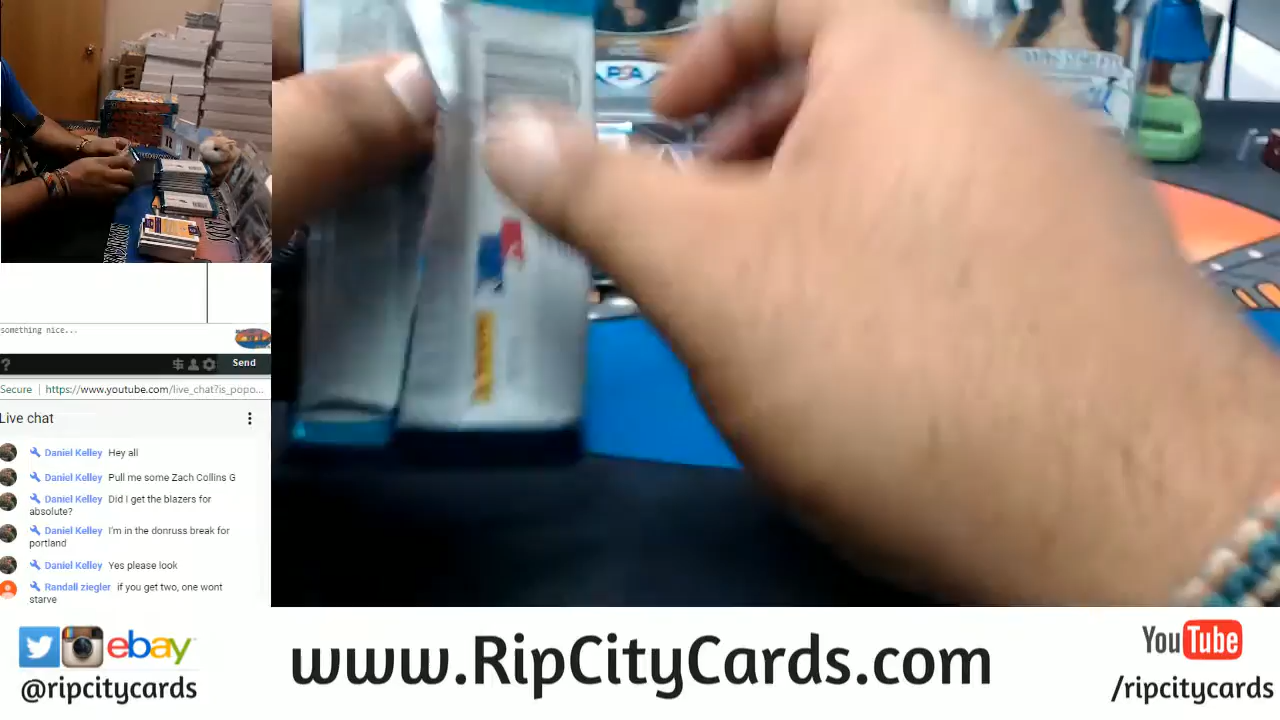 PSA
PANINI
something nice...
?
Send
Secure | https://www.youtube.com/live_chat?is_popo...
Live chat
Daniel Kelley Hey all
Daniel Kelley Pull me some Zach Collins G
Daniel Kelley Did I get the blazers for
absolute?
Daniel Kelley I'm in the donruss break for
portland
Daniel Kelley Yes please look
Randall ziegler if you get two, one wont
starve
ebay
@ripcitycards
www.RipCityCards.com
YouTube
/ripcitycards